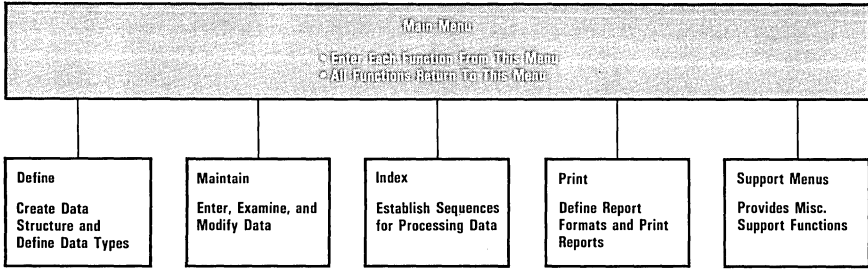 Main Menu
○ Enter Each Function From This Menu
○ All Functions Return To This Menu
Define
Create Data
Structure and
Define Data Types
Maintain
Enter, Examine, and
Modify Data
Index
Establish Sequences
for Processing Data
Print
Define Report
Formats and Print
Reports
Support Menus
Provides Misc.
Support Functions